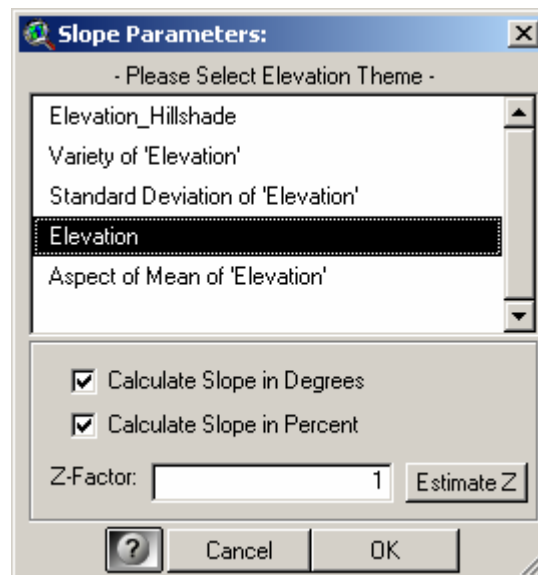 Slope Parameters:
- Please Select Elevation Theme -
Elevation_Hillshade
Variety of 'Elevation'
Standard Deviation of 'Elevation'
Elevation
Aspect of Mean of 'Elevation'
Calculate Slope in Degrees
Calculate Slope in Percent
Z-Factor: 1 Estimate Z
? Cancel OK